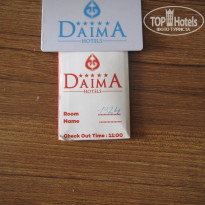 DAIMA
HOTELS
TOP Hotels
ФОТО ТУРИСТА
DAIMA
HOTELS
Room
Name
Check Out Time : 12:00